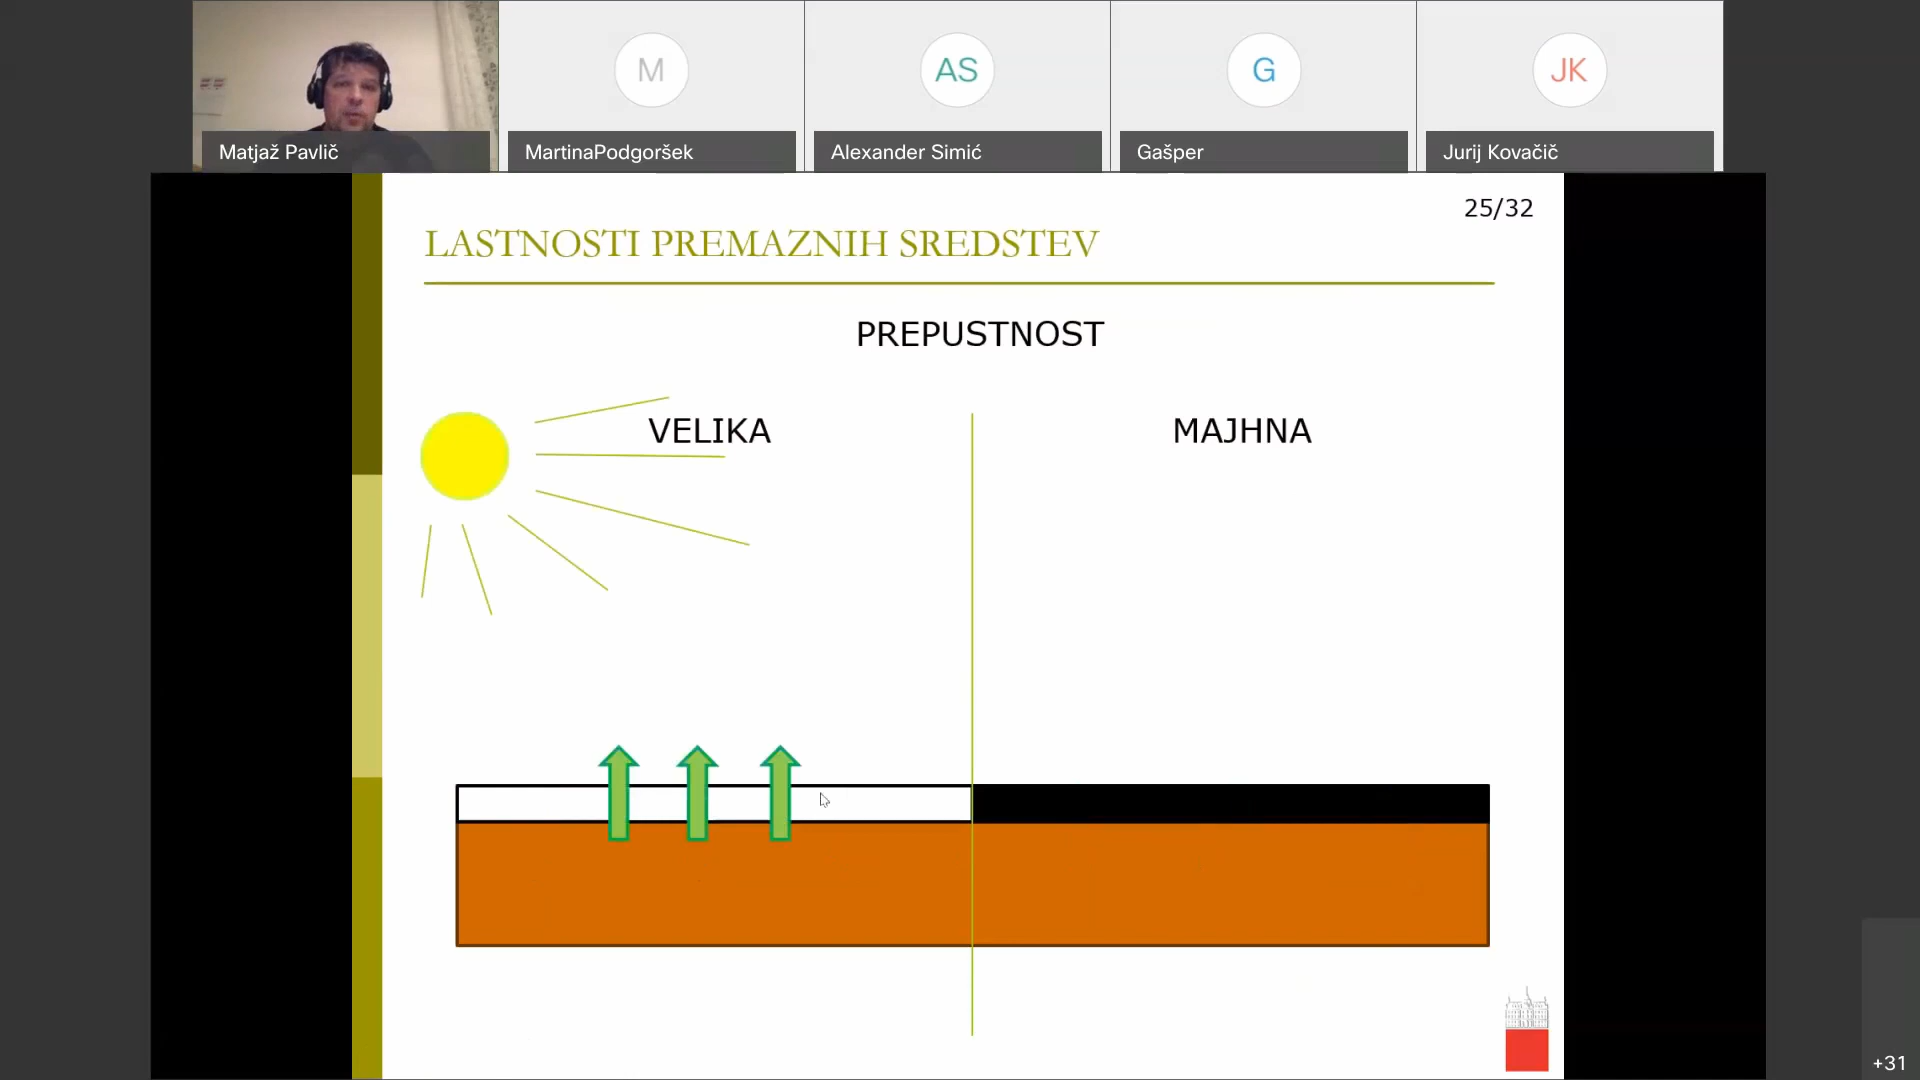 M
AS
G
JK
Matjaž Pavlič
MartinaPodgoršek
Alexander Simić
Gašper
Jurij Kovačič
25/32
LASTNOSTI PREMAZNIH SREDSTEV
PREPUSTNOST
VELIKA
MAJHNA
+31